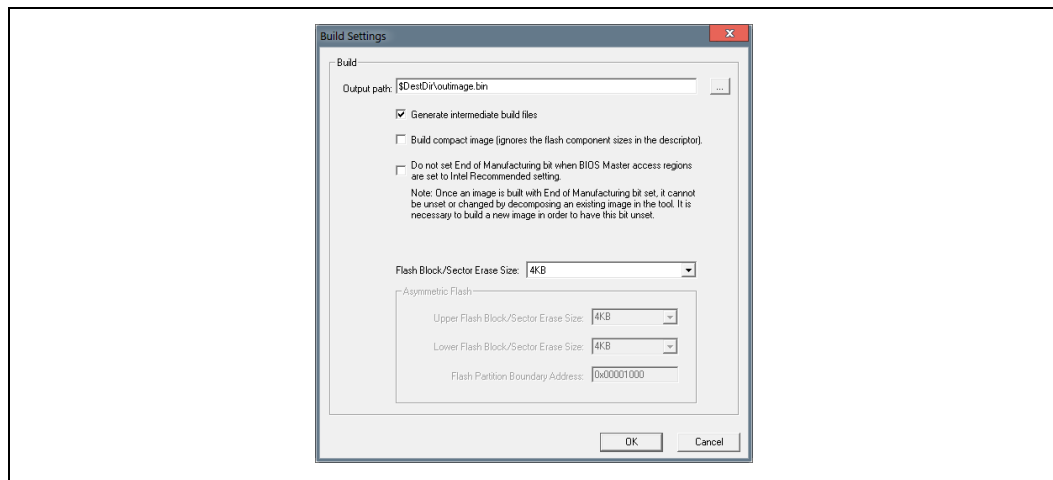 Build Settings
x
Build
Output path: $DestDir\outimage.bin ...
Generate intermediate build files
Build compact image (ignores the flash component sizes in the descriptor).
Do not set End of Manufacturing bit when BIOS Master access regions
are set to Intel Recommended setting.
Note: Once an image is built with End of Manufacturing bit set, it cannot
be unset or changed by decomposing an existing image in the tool. It is
necessary to build a new image in order to have this bit unset.
Flash Block/Sector Erase Size: 4KB
Asymmetric Flash
Upper Flash Block/Sector Erase Size: 4KB
Lower Flash Block/Sector Erase Size: 4KB
Flash Partition Boundary Address: 0x00001000
OK Cancel